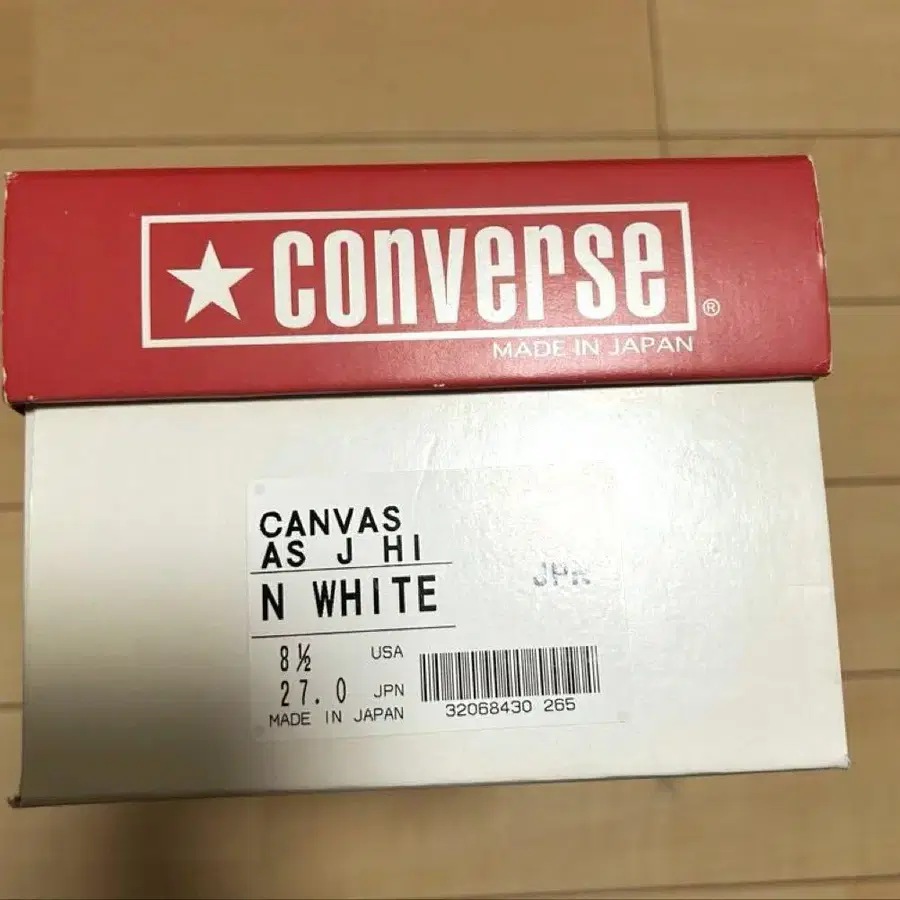 converse®
MADE IN JAPAN
CANVAS
AS J HI
N WHITE
JPN
8½ USA
27.0 JPN
MADE IN JAPAN
32068430 265